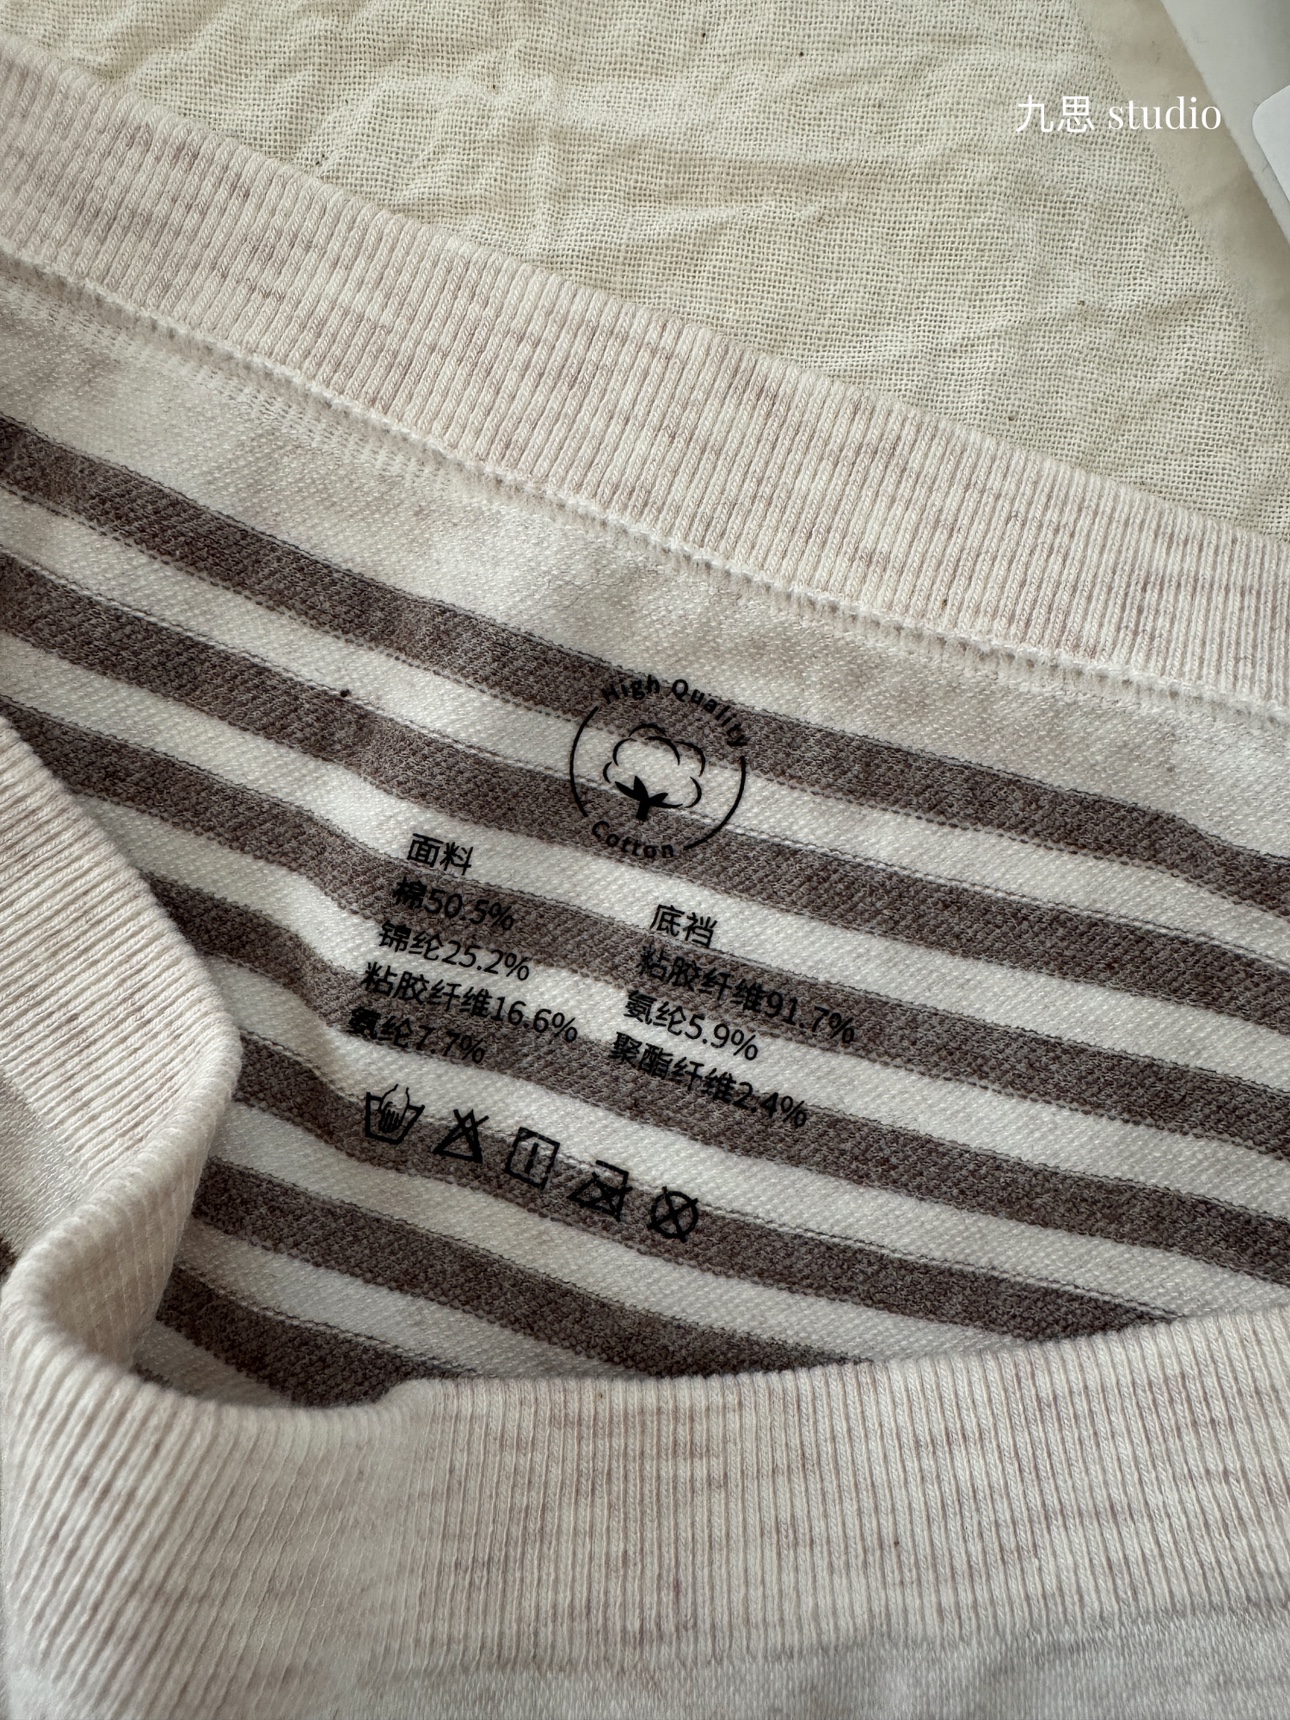 九思 studio
High Quality
Cotton
面料
棉50.5%
锦纶25.2%
粘胶纤维16.6%
氨纶7.7%
底裆
粘胶纤维91.7%
氨纶5.9%
聚酯纤维2.4%